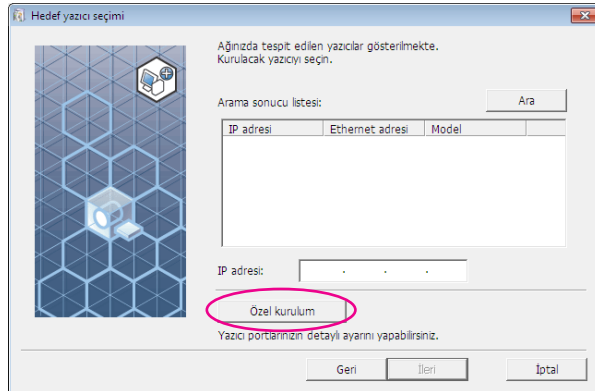 Hedef yazıcı seçimi
Ağınızda tespit edilen yazıcılar gösterilmekte.
Kurulacak yazıcıyı seçin.
Arama sonucu listesi:
Ara
IP adresi Ethernet adresi Model
IP adresi:
Özel kurulum
Yazıcı portlarınızın detaylı ayarını yapabilirsiniz.
Geri İleri İptal